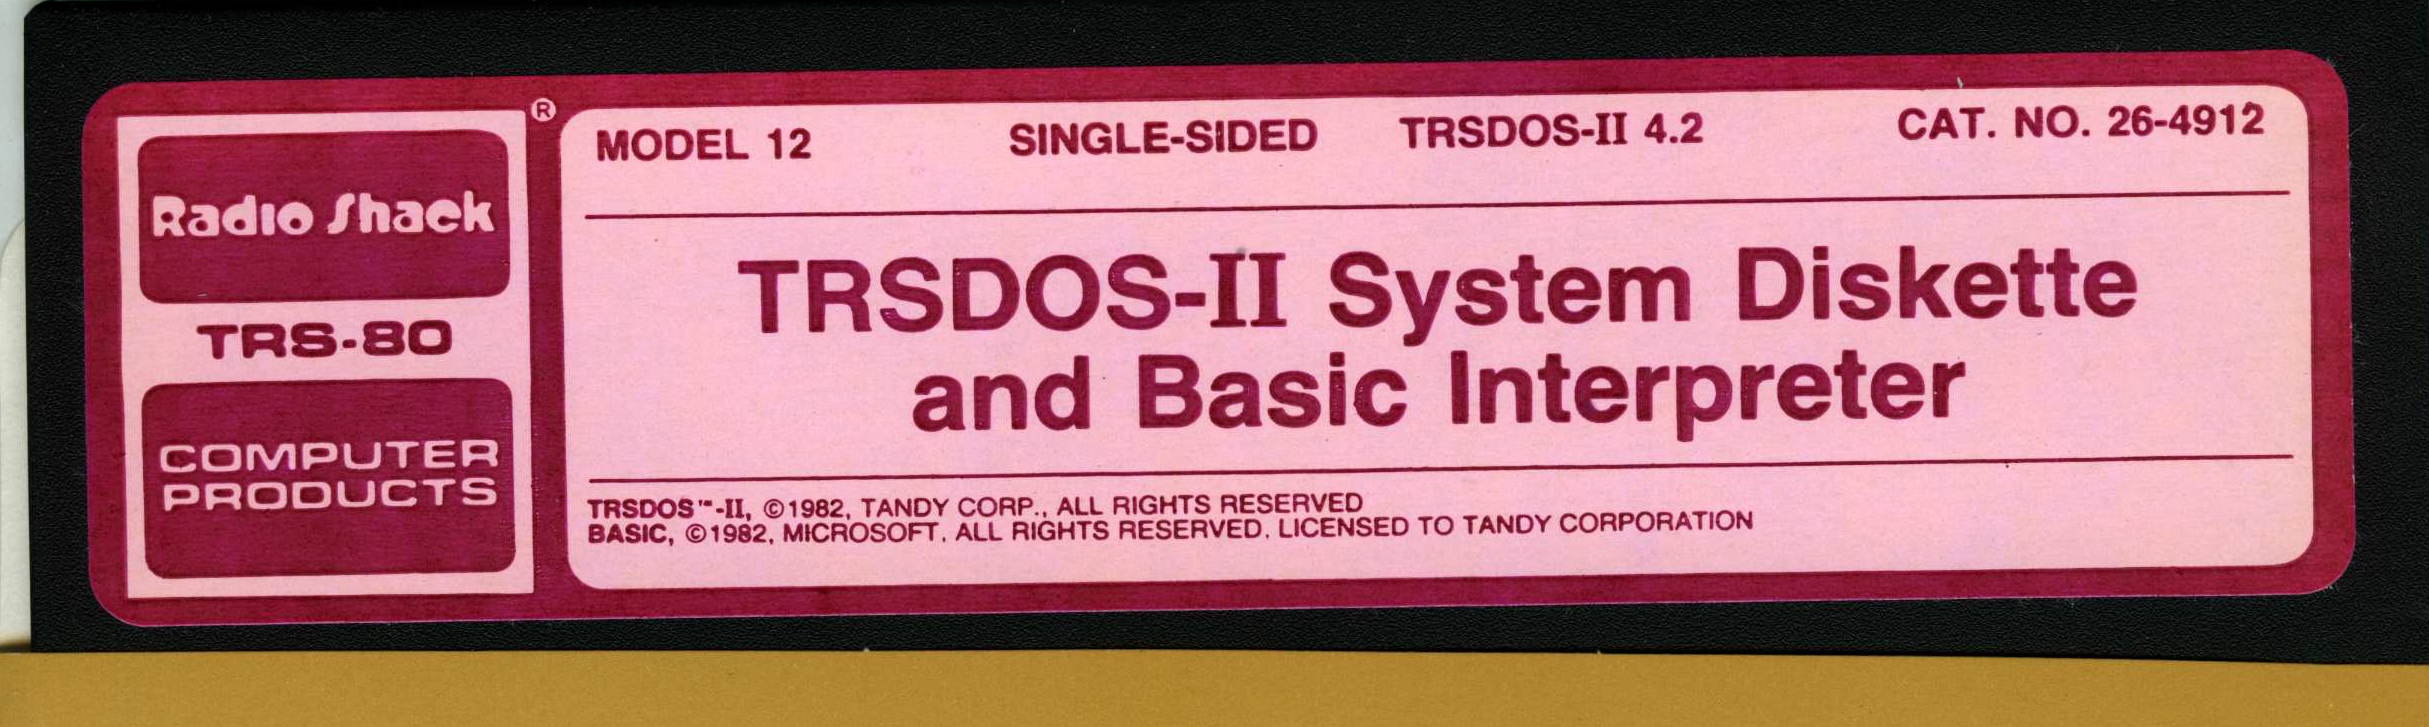 Radio Shack
®
TRS-80
COMPUTER
PRODUCTS
MODEL 12 SINGLE-SIDED TRSDOS-II 4.2 CAT. NO. 26-4912
TRSDOS-II System Diskette
and Basic Interpreter
TRSDOS™-II, ©1982, TANDY CORP., ALL RIGHTS RESERVED
BASIC, ©1982, MICROSOFT. ALL RIGHTS RESERVED. LICENSED TO TANDY CORPORATION